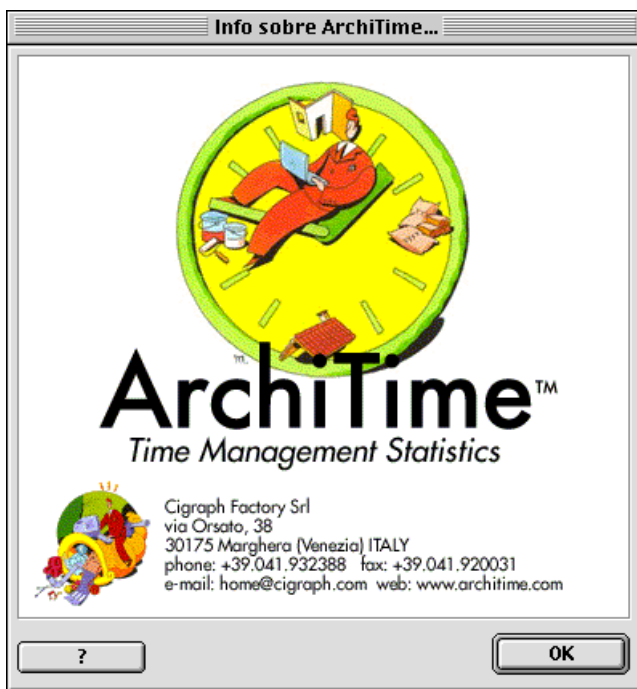 Info sobre ArchiTime...
ArchiTime™
Time Management Statistics
Cigraph Factory Srl
via Orsato, 38
30175 Marghera (Venezia) ITALY
phone: +39.041.932388 fax: +39.041.920031
e-mail: home@cigraph.com web: www.architime.com
?
OK